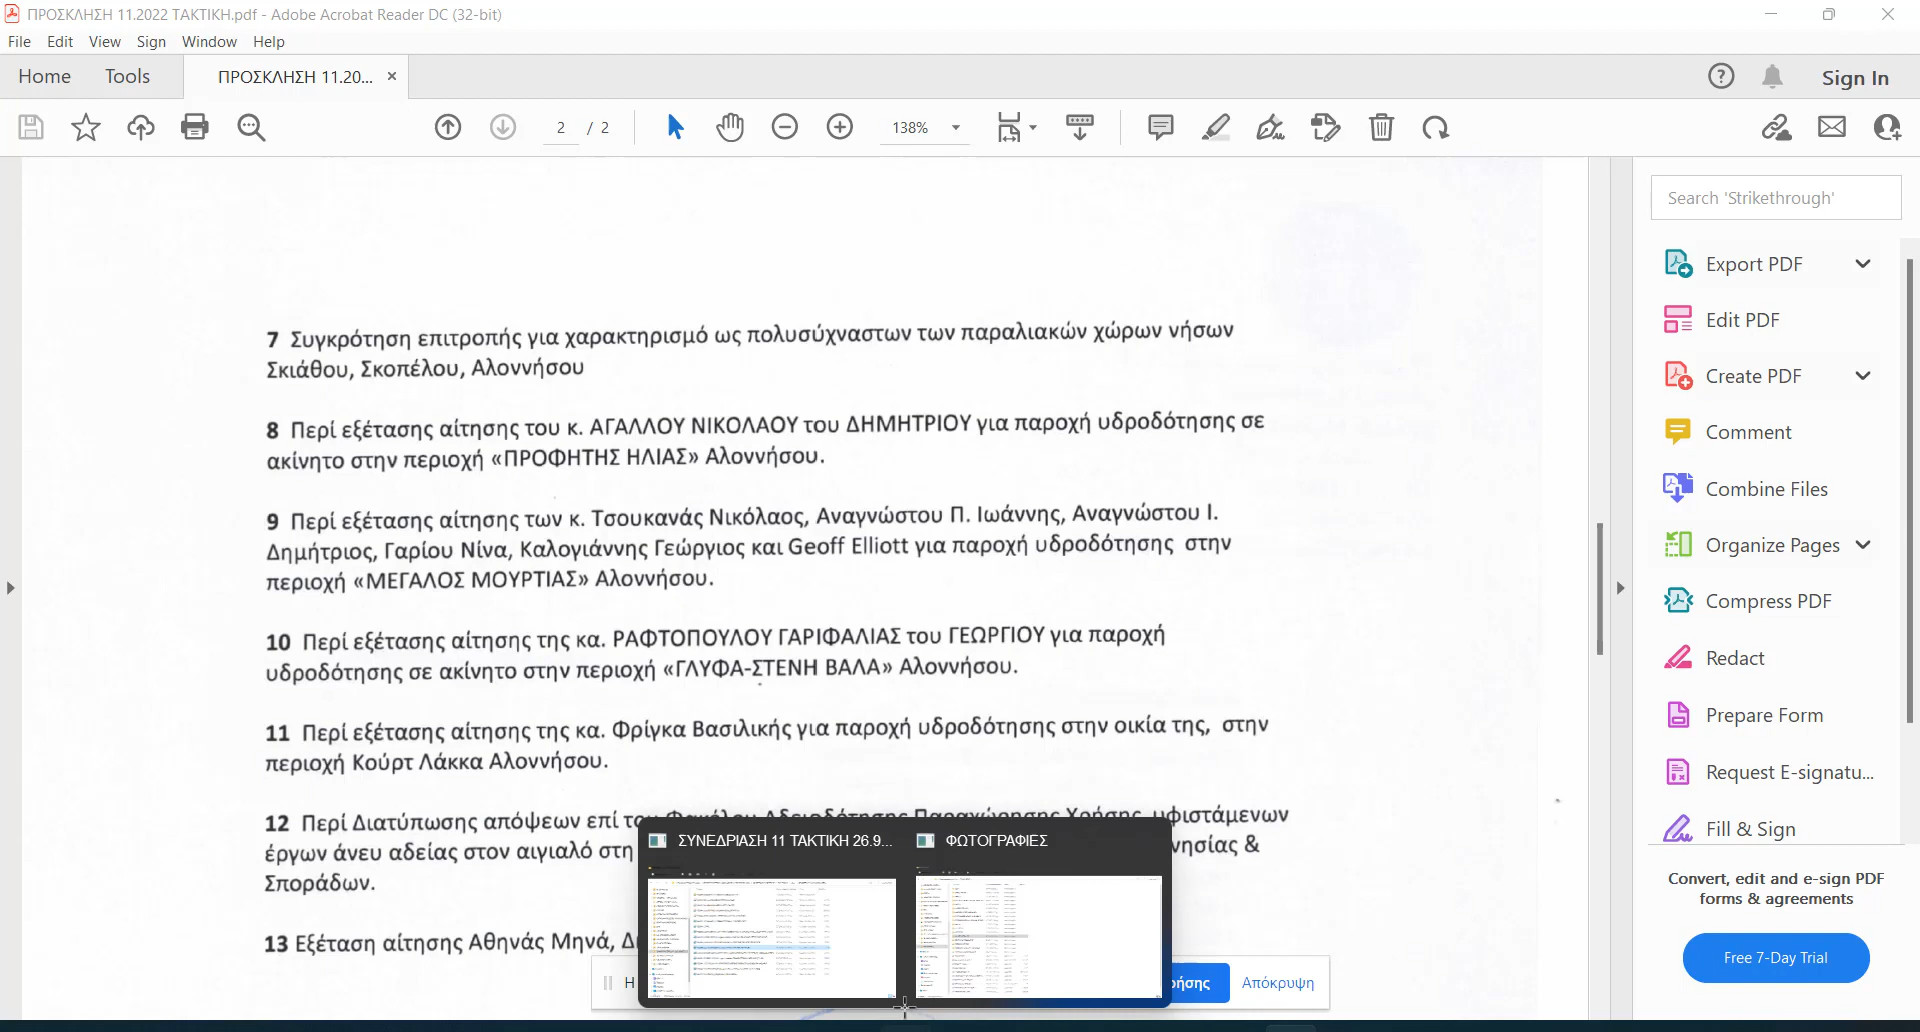 ΠΡΟΣΚΛΗΣΗ 11.2022 ΤΑΚΤΙΚΗ.pdf - Adobe Acrobat Reader DC (32-bit)
File Edit View Sign Window Help
Home Tools ΠΡΟΣΚΛΗΣΗ 11.20... × Sign In
2 / 2 138%
Search 'Strikethrough'
Export PDF
Edit PDF
Create PDF
Comment
Combine Files
Organize Pages
Compress PDF
Redact
Prepare Form
Request E-signatu...
Fill & Sign
Convert, edit and e-sign PDF
forms & agreements
Free 7-Day Trial
7 Συγκρότηση επιτροπής για χαρακτηρισμό ως πολυσύχναστων των παραλιακών χώρων νήσων
Σκιάθου, Σκοπέλου, Αλοννήσου
8 Περί εξέτασης αίτησης του κ. ΑΓΑΛΛΟΥ ΝΙΚΟΛΑΟΥ του ΔΗΜΗΤΡΙΟΥ για παροχή υδροδότησης σε
ακίνητο στην περιοχή «ΠΡΟΦΗΤΗΣ ΗΛΙΑΣ» Αλοννήσου.
9 Περί εξέτασης αίτησης των κ. Τσουκανάς Νικόλαος, Αναγνώστου Π. Ιωάννης, Αναγνώστου Ι.
Δημήτριος, Γαρίου Νίνα, Καλογιάννης Γεώργιος και Geoff Elliott για παροχή υδροδότησης στην
περιοχή «ΜΕΓΑΛΟΣ ΜΟΥΡΤΙΑΣ» Αλοννήσου.
10 Περί εξέτασης αίτησης της κα. ΡΑΦΤΟΠΟΥΛΟΥ ΓΑΡΙΦΑΛΙΑΣ του ΓΕΩΡΓΙΟΥ για παροχή
υδροδότησης σε ακίνητο στην περιοχή «ΓΛΥΦΑ-ΣΤΕΝΗ ΒΑΛΑ» Αλοννήσου.
11 Περί εξέτασης αίτησης της κα. Φρίγκα Βασιλικής για παροχή υδροδότησης στην οικία της, στην
περιοχή Κούρτ Λάκκα Αλοννήσου.
12 Περί Διατύπωσης απόψεων επί του Φακέλου Αδειοδότησης Παραχώρησης Χρήσης υφιστάμενων
έργων άνευ αδείας στον αιγιαλό στη νησίας &
Σποράδων.
13 Εξέταση αίτησης Αθηνάς Μηνά,
ΣΥΝΕΔΡΙΑΣΗ 11 ΤΑΚΤΙΚΗ 26.9... ΦΩΤΟΓΡΑΦΙΕΣ
Η Απόκρυψη